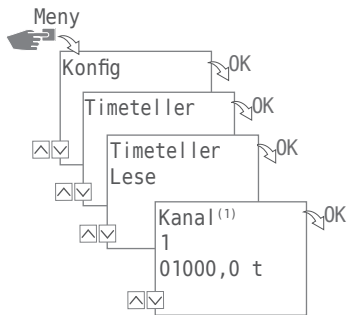 Meny
Konfig
OK
Timeteller
OK
Timeteller
OK
Lese
Kanal(1)
OK
1
01000,0 t